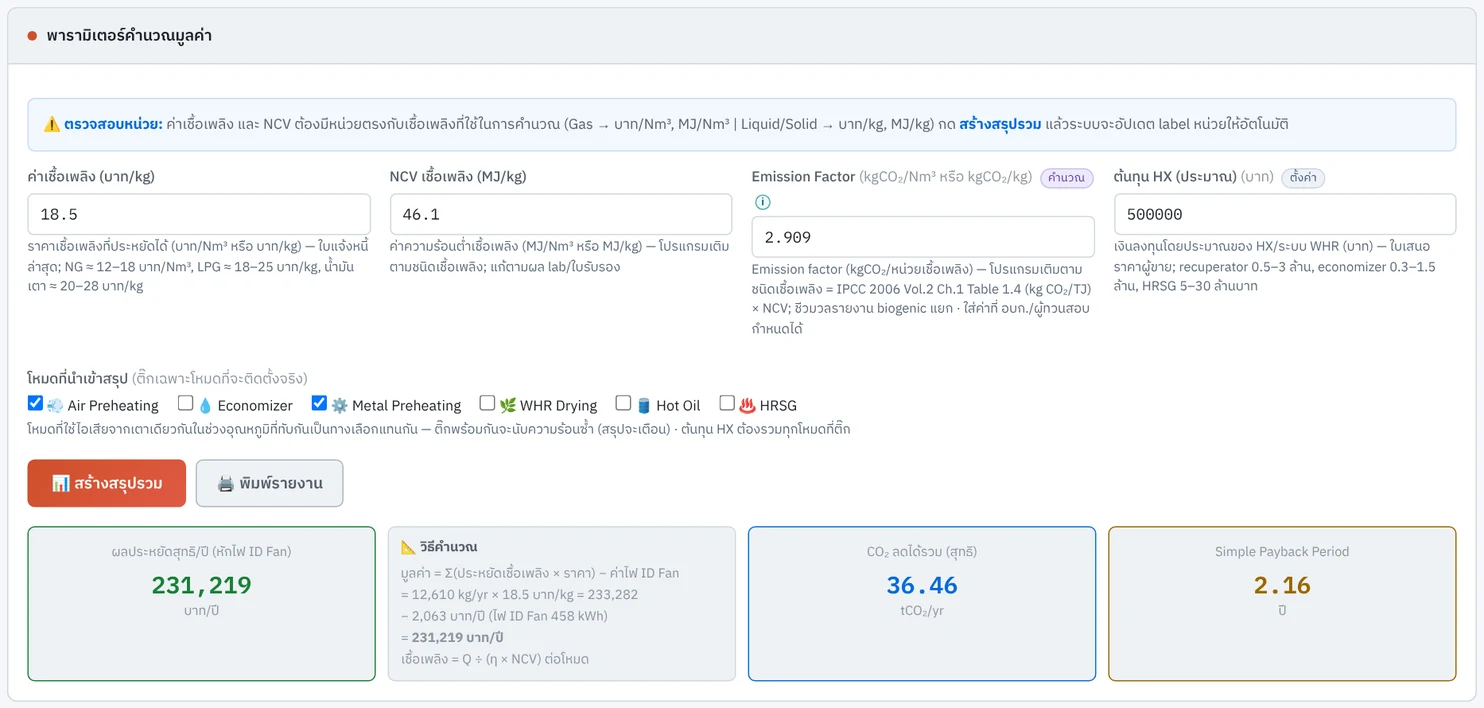 พารามิเตอร์คำนวณมูลค่า
⚠️ ตรวจสอบหน่วย: ค่าเชื้อเพลิง และ NCV ต้องมีหน่วยตรงกับเชื้อเพลิงที่ใช้ในการคำนวณ (Gas → บาท/Nm³, MJ/Nm³ | Liquid/Solid → บาท/kg, MJ/kg) กด สร้างสรุปรวม แล้วระบบจะอัปเดต label หน่วยให้อัตโนมัติ
ค่าเชื้อเพลิง (บาท/kg)
18.5
ราคาเชื้อเพลิงที่ประหยัดได้ (บาท/Nm³ หรือ บาท/kg) — ใบแจ้งหนี้
ล่าสุด; NG ≈ 12–18 บาท/Nm³, LPG ≈ 18–25 บาท/kg, น้ำมัน
เตา ≈ 20–28 บาท/kg
NCV เชื้อเพลิง (MJ/kg)
46.1
ค่าความร้อนต่ำเชื้อเพลิง (MJ/Nm³ หรือ MJ/kg) — โปรแกรมเติม
ตามชนิดเชื้อเพลิง; แก้ตามผล lab/ใบรับรอง
Emission Factor (kgCO₂/Nm³ หรือ kgCO₂/kg) คำนวณ
ⓘ
2.909
Emission factor (kgCO₂/หน่วยเชื้อเพลิง) — โปรแกรมเติมตาม
ชนิดเชื้อเพลิง = IPCC 2006 Vol.2 Ch.1 Table 1.4 (kg CO₂/TJ)
× NCV; ชีวมวลรายงาน biogenic แยก · ใส่ค่าที่ อบก./ผู้ทวนสอบ
กำหนดได้
ต้นทุน HX (ประมาณ) (บาท) ตั้งค่า
500000
เงินลงทุนโดยประมาณของ HX/ระบบ WHR (บาท) — ใบเสนอ
ราคาผู้ขาย; recuperator 0.5–3 ล้าน, economizer 0.3–1.5
ล้าน, HRSG 5–30 ล้านบาท
โหมดที่นำเข้าสรุป (ติ๊กเฉพาะโหมดที่จะติดตั้งจริง)
💨 Air Preheating 💧 Economizer ⚙️ Metal Preheating 🌿 WHR Drying 🛢️ Hot Oil ♨️ HRSG
โหมดที่ใช้ไอเสียจากเตาเดียวกันในช่วงอุณหภูมิที่ทับกันเป็นทางเลือกแทนกัน — ติ๊กพร้อมกันจะนับความร้อนซ้ำ (สรุปจะเตือน) · ต้นทุน HX ต้องรวมทุกโหมดที่ติ๊ก
📊 สร้างสรุปรวม
🖨️ พิมพ์รายงาน
ผลประหยัดสุทธิ/ปี (หักไฟ ID Fan)
231,219
บาท/ปี
📐 วิธีคำนวณ
มูลค่า = Σ(ประหยัดเชื้อเพลิง × ราคา) − ค่าไฟ ID Fan
= 12,610 kg/yr × 18.5 บาท/kg = 233,282
− 2,063 บาท/ปี (ไฟ ID Fan 458 kWh)
= 231,219 บาท/ปี
เชื้อเพลิง = Q ÷ (η × NCV) ต่อโหมด
CO₂ ลดได้รวม (สุทธิ)
36.46
tCO₂/yr
Simple Payback Period
2.16
ปี